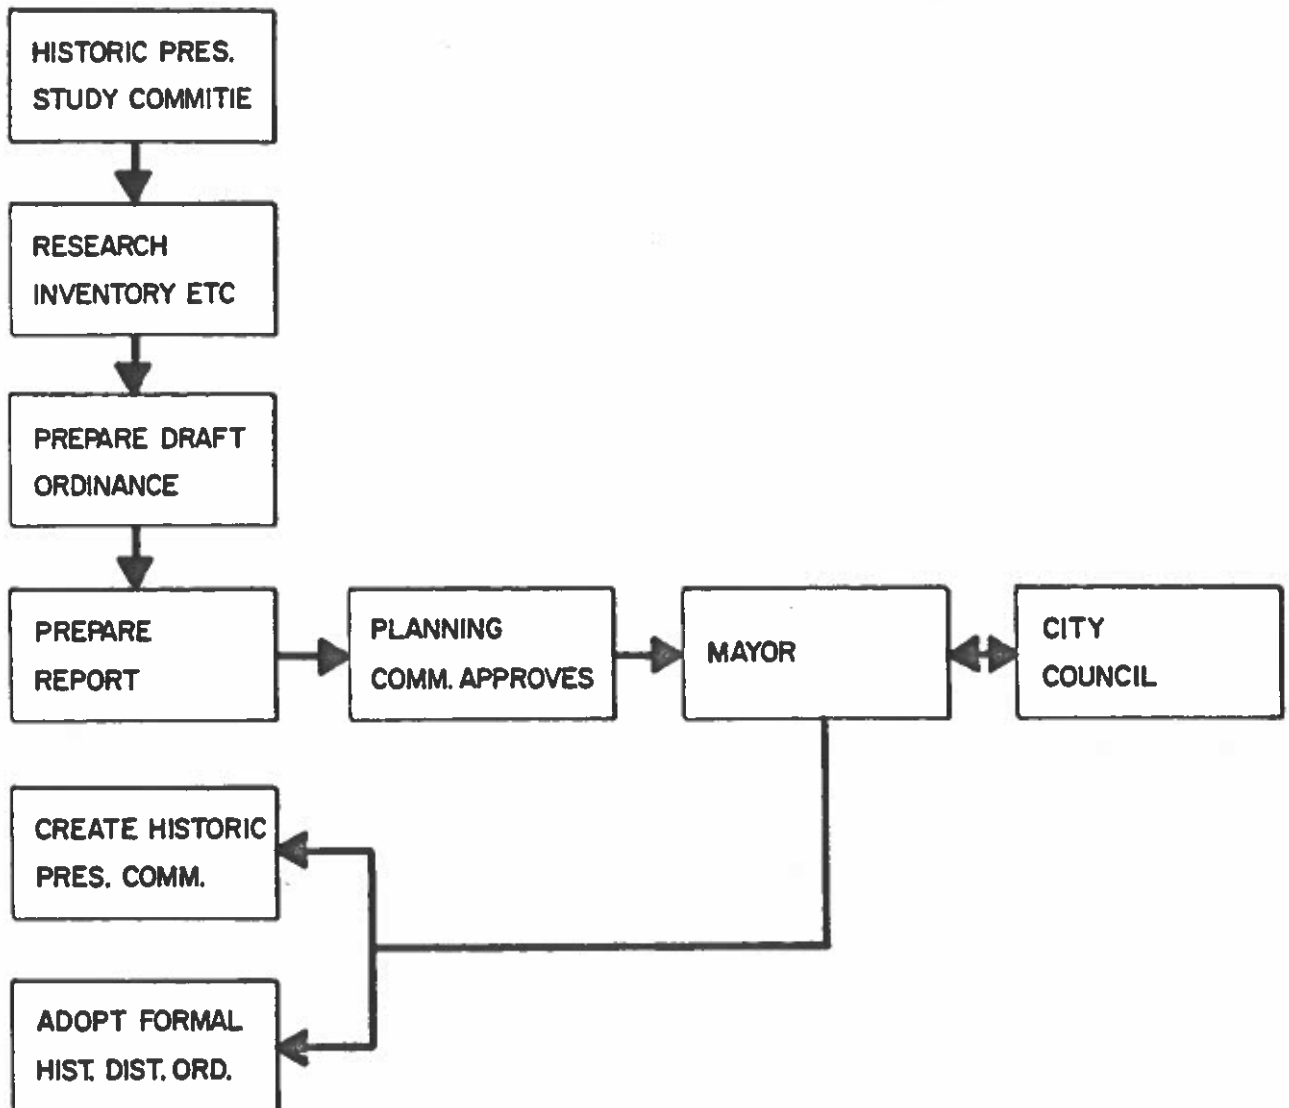 HISTORIC PRES.
STUDY COMMITIE
RESEARCH
INVENTORY ETC
PREPARE DRAFT
ORDINANCE
PREPARE
REPORT
PLANNING
COMM. APPROVES
MAYOR
CITY
COUNCIL
CREATE HISTORIC
PRES. COMM.
ADOPT FORMAL
HIST. DIST. ORD.